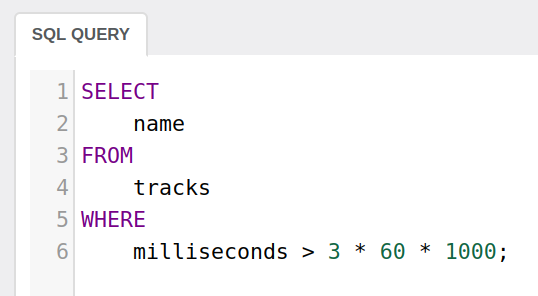 SQL QUERY
1 SELECT
2     name
3 FROM
4     tracks
5 WHERE
6     milliseconds > 3 * 60 * 1000;